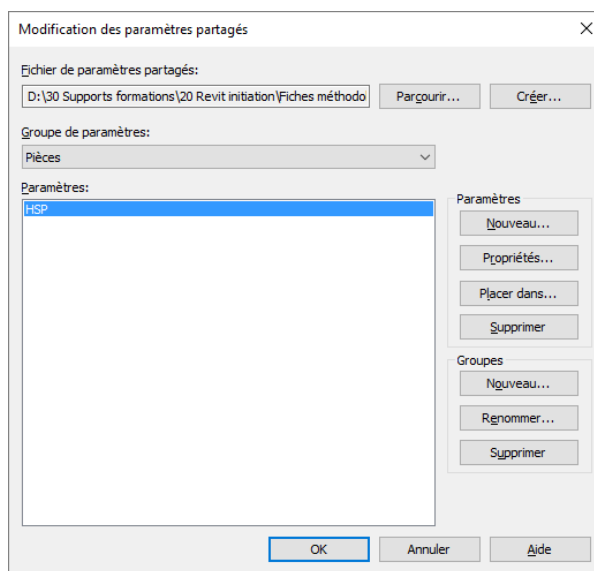 Modification des paramètres partagés
Fichier de paramètres partagés:
D:\30 Supports formations\20 Revit initiation\Fiches méthodo
Parcourir...
Créer...
Groupe de paramètres:
Pièces
Paramètres:
HSP
Paramètres
Nouveau...
Propriétés...
Placer dans...
Supprimer
Groupes
Nouveau...
Renommer...
Supprimer
OK
Annuler
Aide